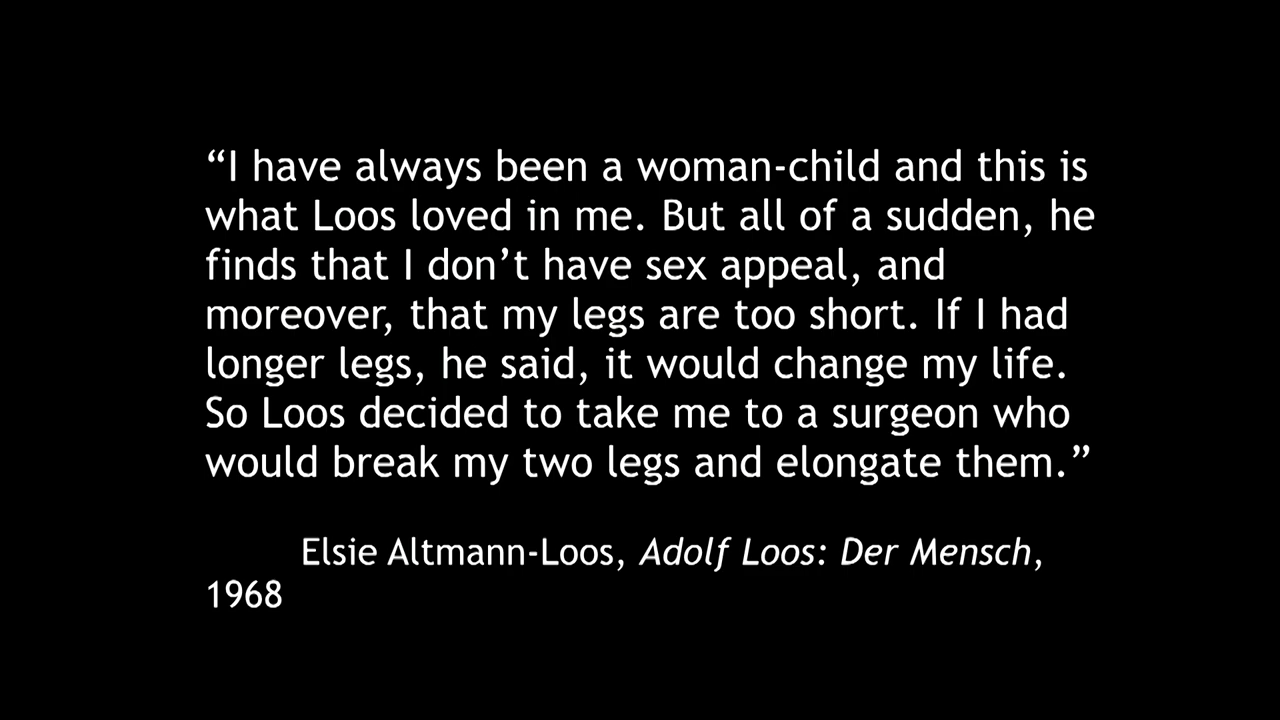 “I have always been a woman-child and this is
what Loos loved in me. But all of a sudden, he
finds that I don’t have sex appeal, and
moreover, that my legs are too short. If I had
longer legs, he said, it would change my life.
So Loos decided to take me to a surgeon who
would break my two legs and elongate them.”
Elsie Altmann-Loos, Adolf Loos: Der Mensch,
1968